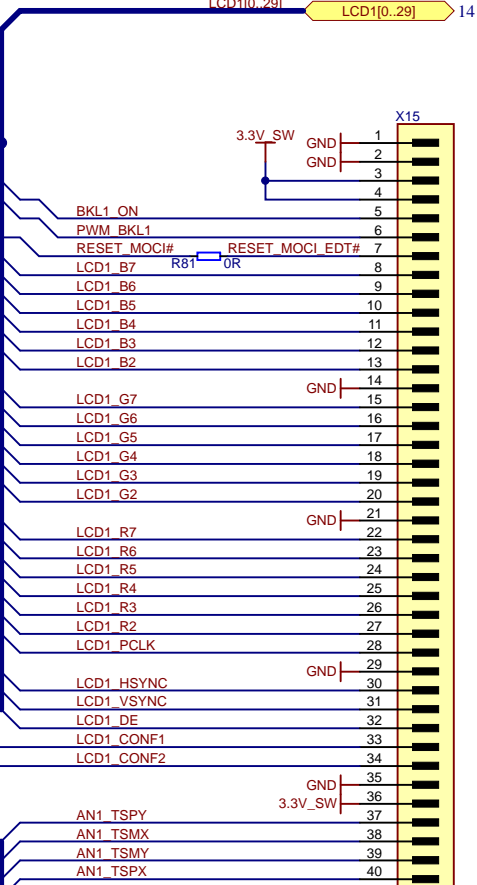 LCD1[0..29]
LCD1[0..29] 14
X15
3.3V_SW GND 1
GND 2
3
4
BKL1_ON 5
PWM_BKL1 6
RESET_MOCI# R81 0R RESET_MOCI_EDT# 7
LCD1_B7 8
LCD1_B6 9
LCD1_B5 10
LCD1_B4 11
LCD1_B3 12
LCD1_B2 13
GND 14
LCD1_G7 15
LCD1_G6 16
LCD1_G5 17
LCD1_G4 18
LCD1_G3 19
LCD1_G2 20
GND 21
LCD1_R7 22
LCD1_R6 23
LCD1_R5 24
LCD1_R4 25
LCD1_R3 26
LCD1_R2 27
LCD1_PCLK 28
GND 29
LCD1_HSYNC 30
LCD1_VSYNC 31
LCD1_DE 32
LCD1_CONF1 33
LCD1_CONF2 34
GND 35
3.3V_SW 36
AN1_TSPY 37
AN1_TSMX 38
AN1_TSMY 39
AN1_TSPX 40